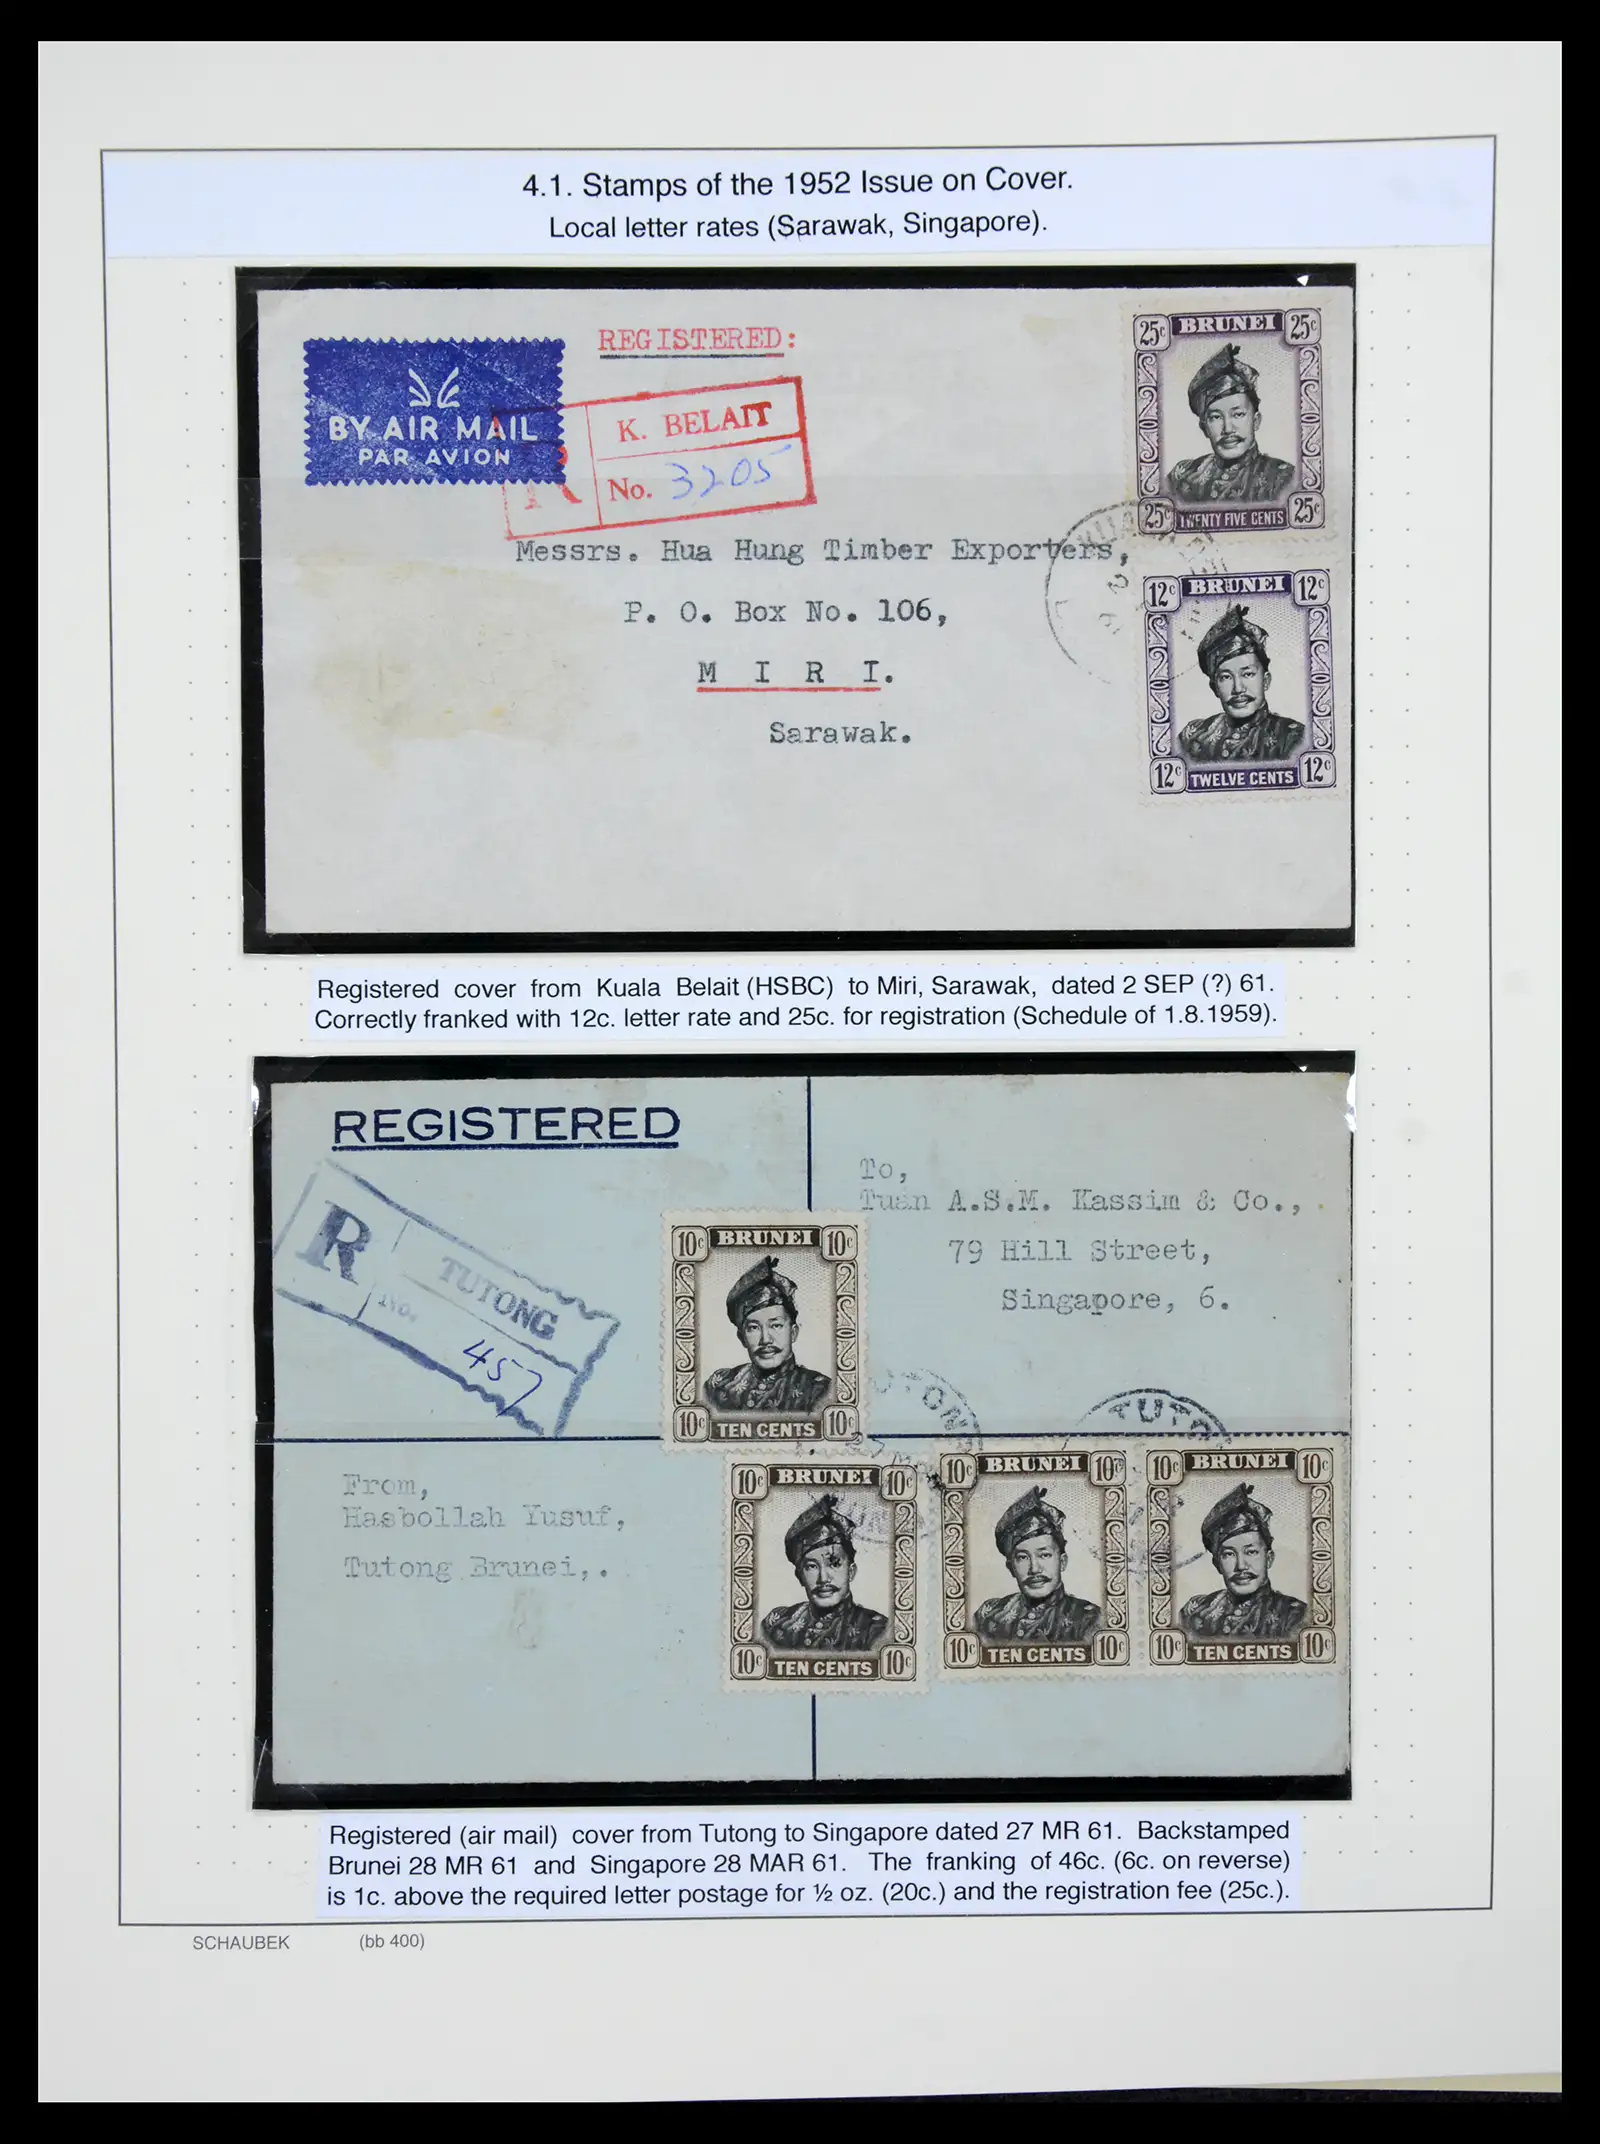 4.1. Stamps of the 1952 Issue on Cover.
Local letter rates (Sarawak, Singapore).
BY AIR MAIL
PAR AVION
REGISTERED:
R
K. BELAIT
No. 3205
25c BRUNEI 25c
25c TWENTY FIVE CENTS 25c
12c BRUNEI 12c
12c TWELVE CENTS 12c
Messrs. Hua Hung Timber Exporters,
P. O. Box No. 106,
M I R I.
Sarawak.
Registered cover from Kuala Belait (HSBC) to Miri, Sarawak, dated 2 SEP (?) 61.
Correctly franked with 12c. letter rate and 25c. for registration (Schedule of 1.8.1959).
REGISTERED
R
TUTONG
No.
457
To,
Tuan A.S.M. Kassim & Co.,
79 Hill Street,
Singapore, 6.
10c BRUNEI 10c
10c TEN CENTS 10c
TUTONG
From,
Hasbollah Yusuf,
Tutong Brunei,.
10c BRUNEI 10c
10c TEN CENTS 10c
10c BRUNEI 10c
10c TEN CENTS 10c
10c BRUNEI 10c
10c TEN CENTS 10c
Registered (air mail) cover from Tutong to Singapore dated 27 MR 61. Backstamped
Brunei 28 MR 61 and Singapore 28 MAR 61. The franking of 46c. (6c. on reverse)
is 1c. above the required letter postage for ½ oz. (20c.) and the registration fee (25c.).
SCHAUBEK (bb 400)